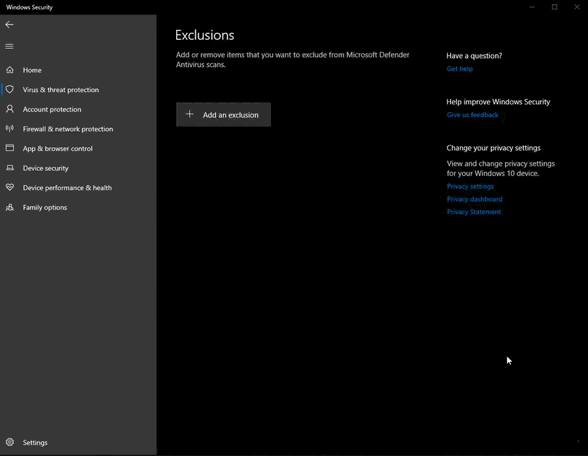 Windows Security
Home
Virus & threat protection
Account protection
Firewall & network protection
App & browser control
Device security
Device performance & health
Family options
Settings
Exclusions
Add or remove items that you want to exclude from Microsoft Defender
Antivirus scans.
Add an exclusion
Have a question?
Get help
Help improve Windows Security
Give us feedback
Change your privacy settings
View and change privacy settings
for your Windows 10 device.
Privacy settings
Privacy dashboard
Privacy Statement